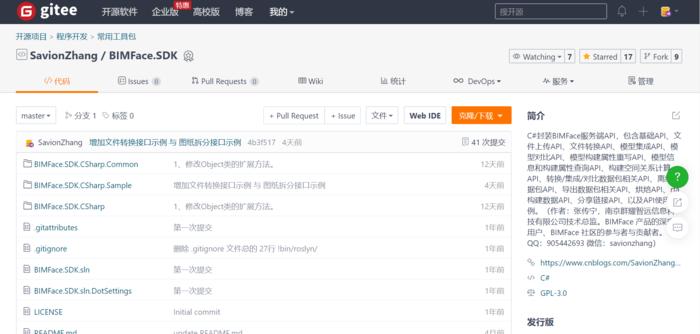 gitee 开源软件 企业版 特惠 高校版 博客 我的 搜开源
开源项目 > 程序开发 > 常用工具包
SavionZhang / BIMFace.SDK Watching 7 Starred 17 Fork 9
代码 Issues 0 Pull Requests 0 Wiki 统计 DevOps 服务 管理
master 分支 1 标签 0 + Pull Request + Issue 文件 Web IDE 克隆/下载
SavionZhang 增加文件转换接口示例 与 图纸拆分接口示例 4b3f517 4天前 41 次提交
BIMFace.SDK.CSharp.Common 1、修改Object类的扩展方法。 12天前
BIMFace.SDK.CSharp.Sample 增加文件转换接口示例 与 图纸拆分接口示例 4天前
BIMFace.SDK.CSharp 1、修改Object类的扩展方法。 12天前
.gitattributes 第一次提交 1年前
.gitignore 删除 .gitignore 文件总的 27行 !bin/roslyn/ 1年前
BIMFace.SDK.sln 第一次提交 1年前
BIMFace.SDK.sln.DotSettings 第一次提交 1年前
LICENSE Initial commit 1年前
README.md update README.md 4月前
简介
C#封装BIMFace服务端API，包含基础API、文
件上传API、文件转换API、模型集成API、模
型对比API、模型构建属性重写API、模型信
息和构建属性查询API、构建空间关系计算
API、转换/集成/对比数据包相关API、离线
据包API、导出数据包相关API、烘焙API、
构建数据API、分享链接API、以及API使用
例。（作者：张传宁，南京群耀智远信息科
技有限公司技术总监。BIMFace 产品的深
用户、BIMFace 社区的参与者与贡献者。
QQ：905442693 微信：savionzhang）
https://www.cnblogs.com/SavionZhang...
C#
GPL-3.0
发行版